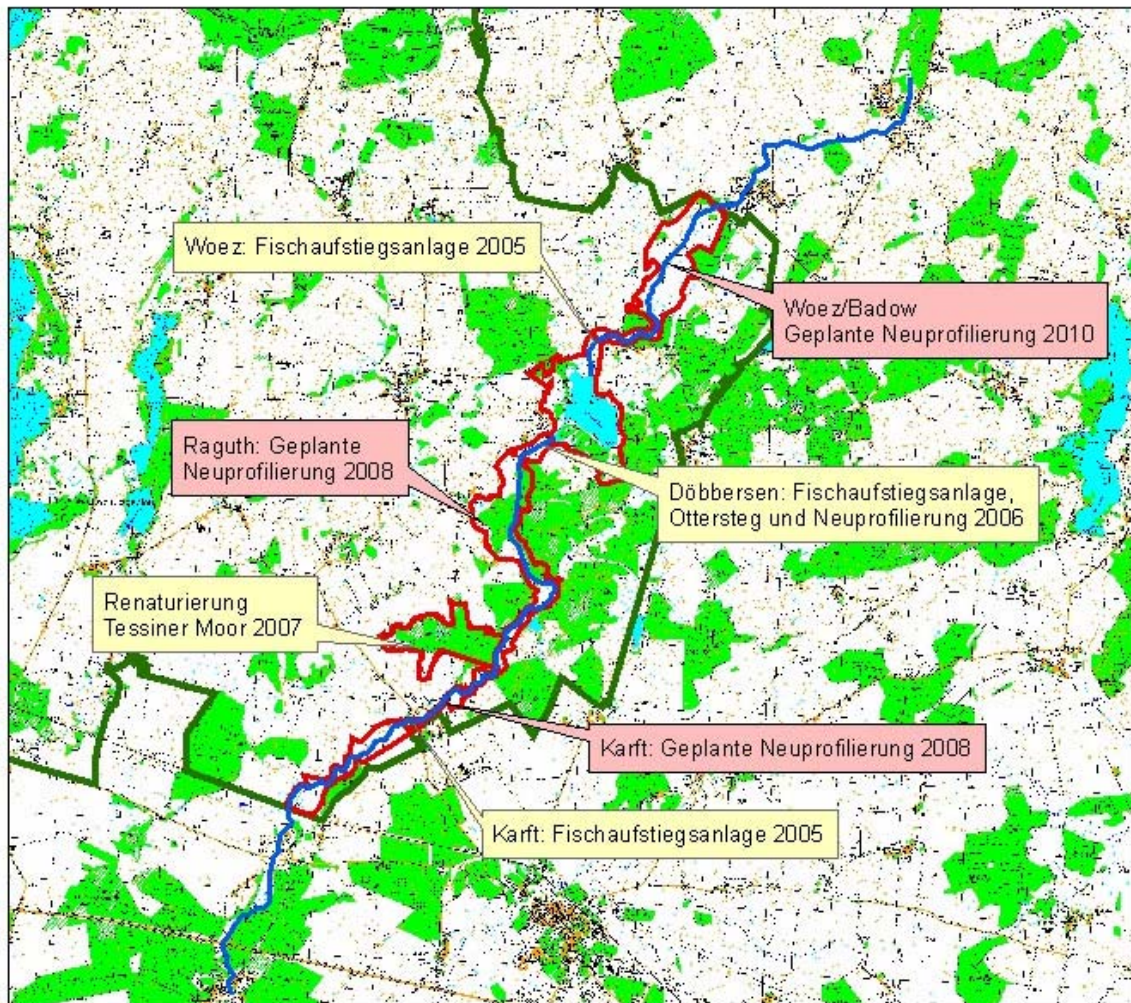 Woez: Fischaufstiegsanlage 2005
Woez/Badow
Geplante Neuprofilierung 2010
Raguth: Geplante
Neuprofilierung 2008
Döbbersen: Fischaufstiegsanlage,
Ottersteg und Neuprofilierung 2006
Renaturierung
Tessiner Moor 2007
Karft: Geplante Neuprofilierung 2008
Karft: Fischaufstiegsanlage 2005